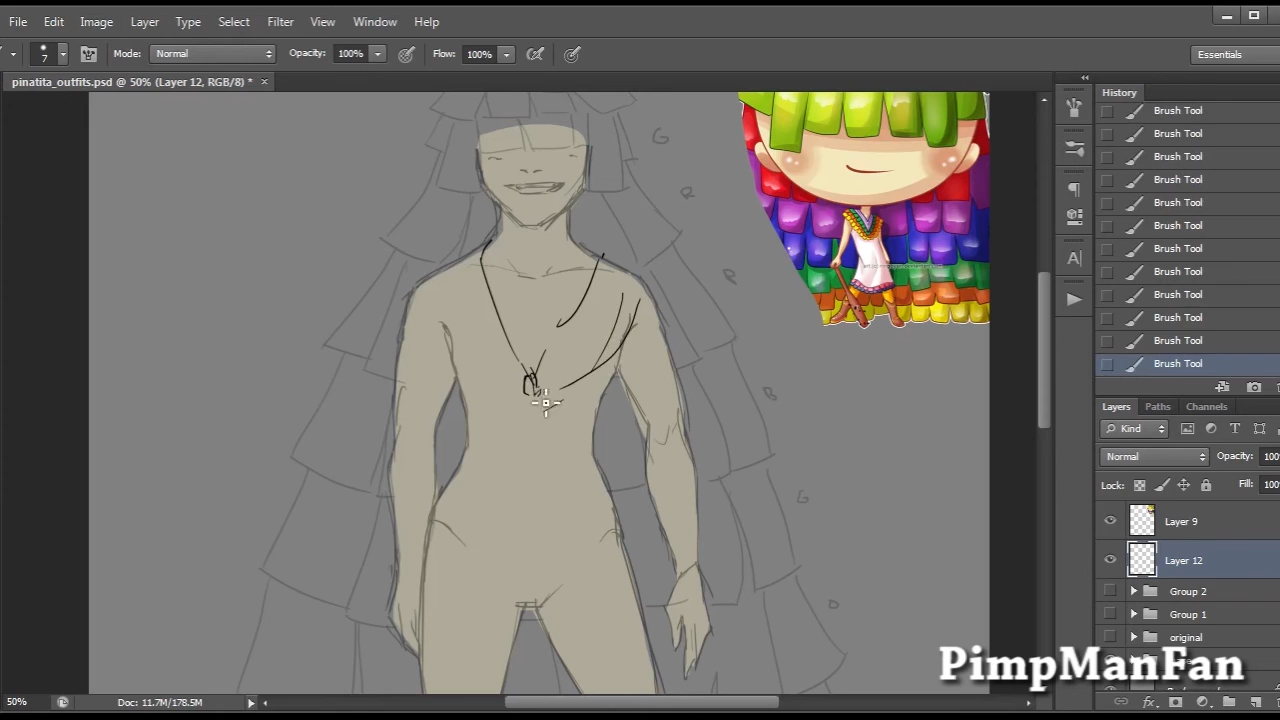 File Edit Image Layer Type Select Filter View Window Help
7 Mode: Normal Opacity: 100% Flow: 100% Essentials
pinatita_outfits.psd @ 50% (Layer 12, RGB/8) * ×
History
Brush Tool
Brush Tool
Brush Tool
Brush Tool
Brush Tool
Brush Tool
Brush Tool
Brush Tool
Brush Tool
Brush Tool
Brush Tool
Brush Tool
Layers Paths Channels
Kind
Normal Opacity: 100
Lock: Fill: 100
Layer 9
Layer 12
Group 2
Group 1
original
G
R
P
B
G
O
PimpManFan
50% Doc: 11.7M/178.5M